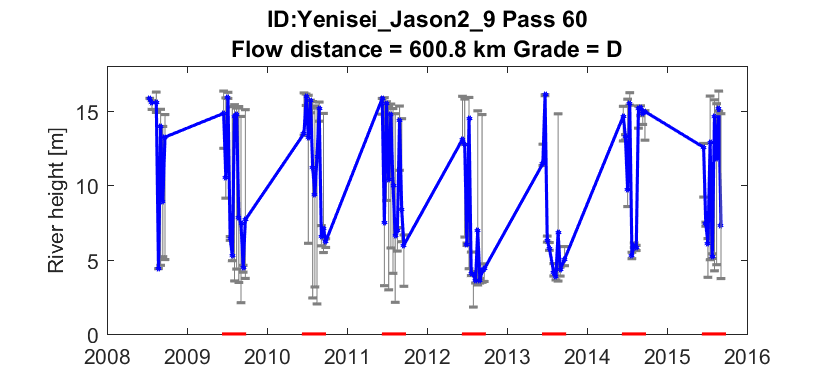 ID:Yenisei_Jason2_9 Pass 60
Flow distance = 600.8 km Grade = D
River height [m]
15
10
5
0
2008 2009 2010 2011 2012 2013 2014 2015 2016